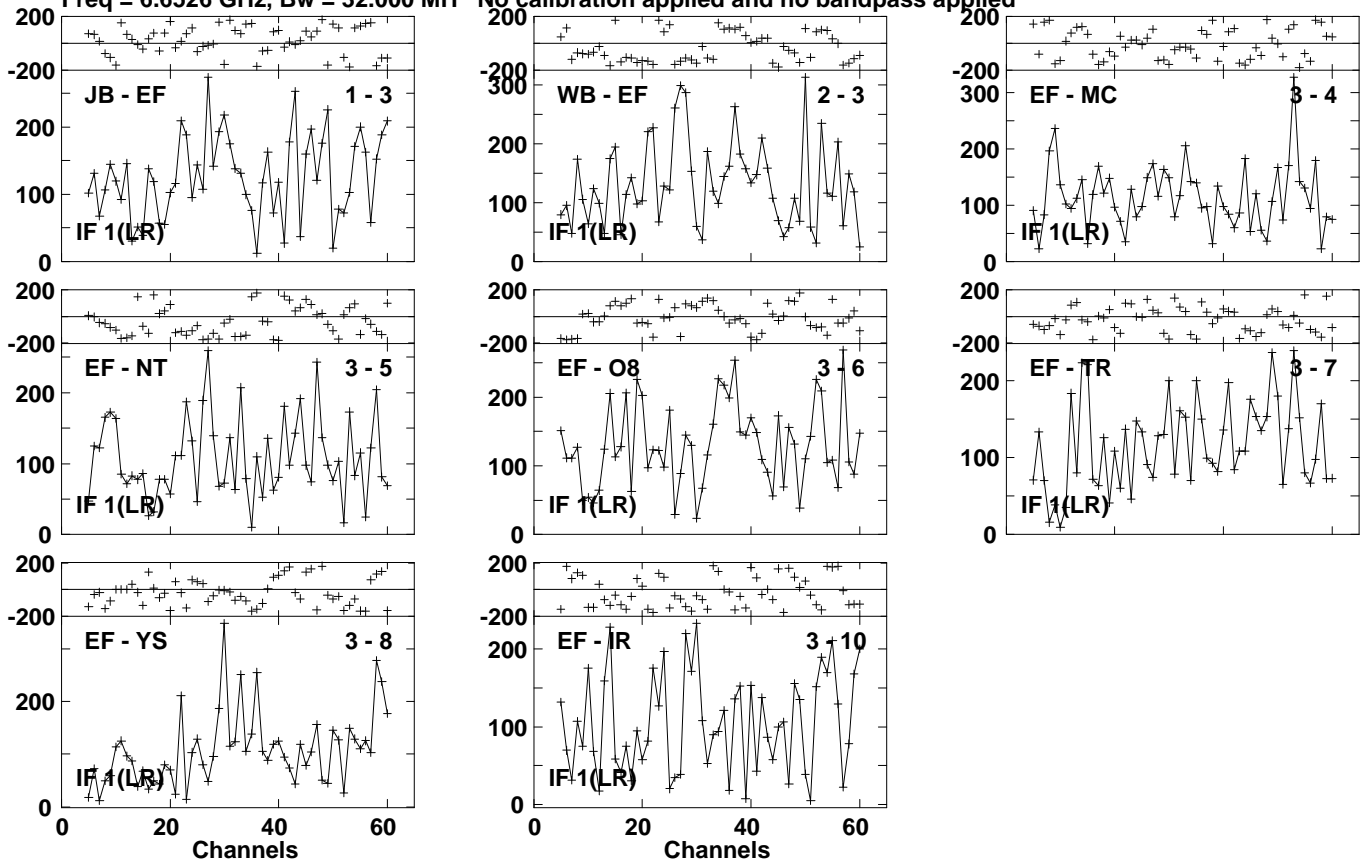 Freq = 6.6526 GHz, Bw = 32.000 MH No calibration applied and no bandpass applied
200
-200
JB - EF 1 - 3
200
100
IF 1(LR)
0
200
-200
300
WB - EF 2 - 3
200
100
IF 1(LR)
0
200
-200
300
EF - MC 3 - 4
200
100
IF 1(LR)
0
200
-200
EF - NT 3 - 5
200
100
IF 1(LR)
0
200
-200
EF - O8 3 - 6
200
100
IF 1(LR)
0
200
-200
EF - TR 3 - 7
200
100
IF 1(LR)
0
200
-200
EF - YS 3 - 8
200
IF 1(LR)
0
0 20 40 60
Channels
200
-200
EF - IR 3 - 10
200
100
IF 1(LR)
0
0 20 40 60
Channels